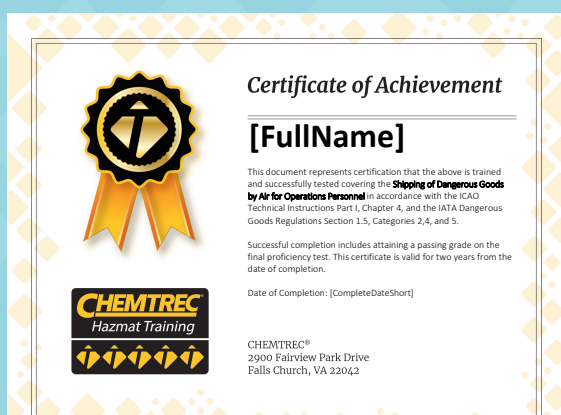 Certificate of Achievement
[FullName]
This document represents certification that the above is trained
and successfully tested covering the Shipping of Dangerous Goods
by Air for Operations Personnel in accordance with the ICAO
Technical Instructions Part I, Chapter 4, and the IATA Dangerous
Goods Regulations Section 1.5, Categories 2,4, and 5.
Successful completion includes attaining a passing grade on the
final proficiency test. This certificate is valid for two years from the
date of completion.
Date of Completion: [CompleteDateShort]
CHEMTREC®
Hazmat Training
CHEMTREC®
2900 Fairview Park Drive
Falls Church, VA 22042